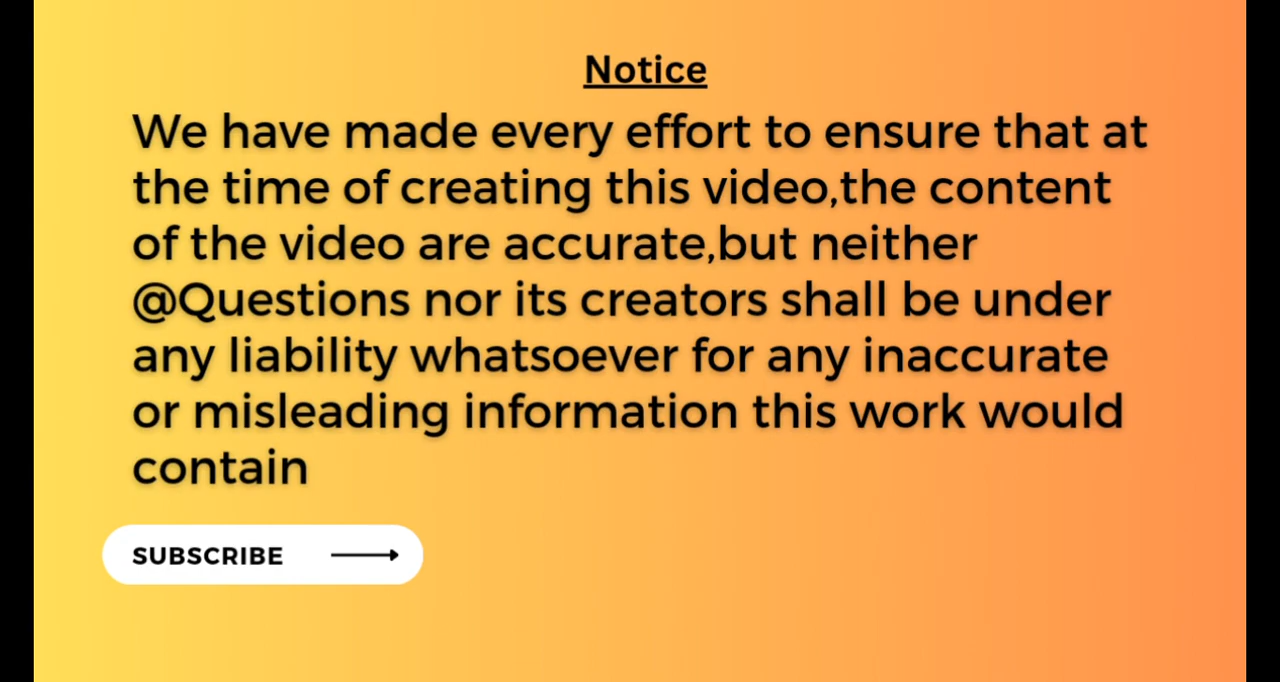 Notice
We have made every effort to ensure that at
the time of creating this video,the content
of the video are accurate,but neither
@Questions nor its creators shall be under
any liability whatsoever for any inaccurate
or misleading information this work would
contain
SUBSCRIBE